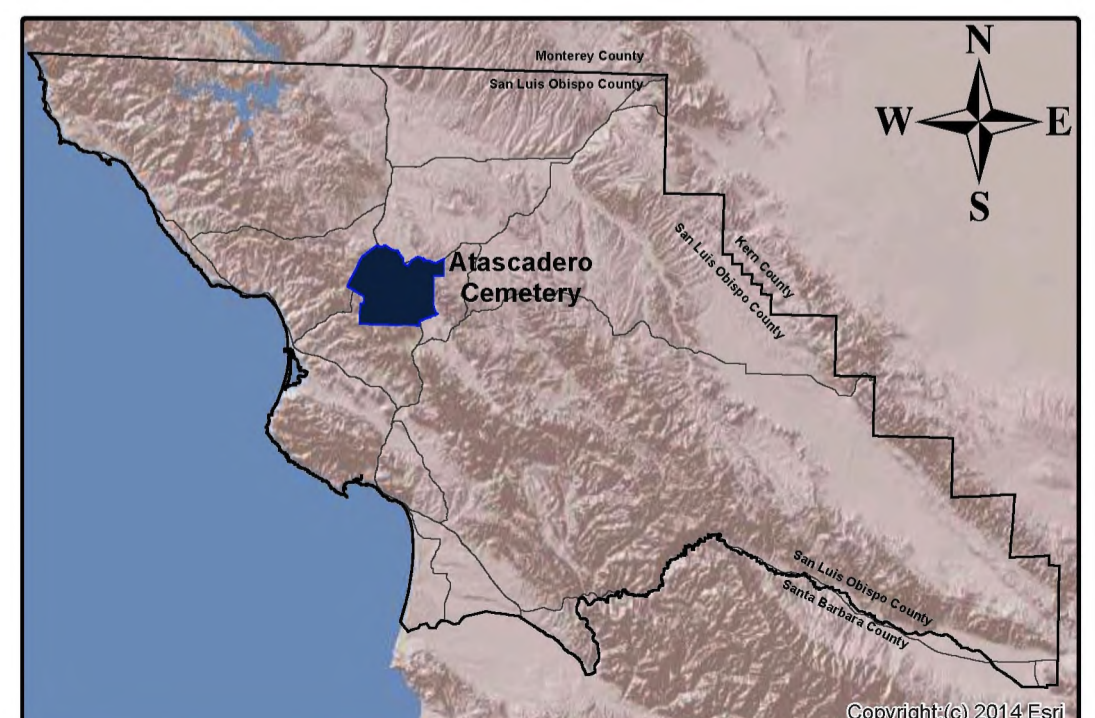 N
Monterey County
San Luis Obispo County
W E
S
Kern County
San Luis Obispo County
Atascadero
Cemetery
San Luis Obispo County
Santa Barbara County
Copyright:(c) 2014 Esri